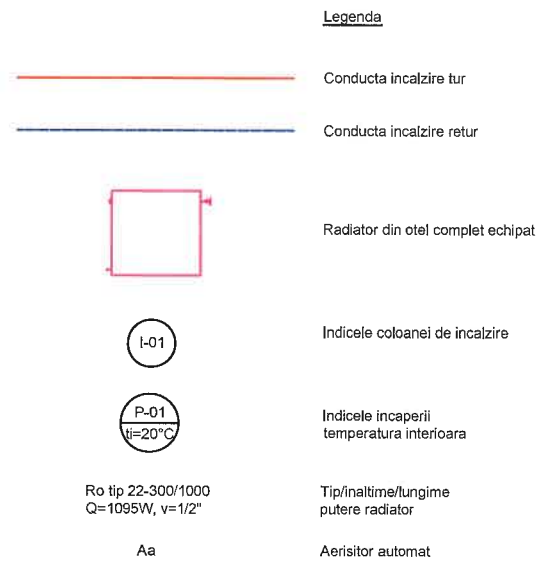 Legenda
Conducta incalzire tur
Conducta incalzire retur
Radiator din otel complet echipat
I-01
Indicele coloanei de incalzire
P-01
ti=20°C
Indicele incaperii
temperatura interioara
Ro tip 22-300/1000
Q=1095W, v=1/2"
Tip/inaltime/lungime
putere radiator
Aa
Aerisitor automat